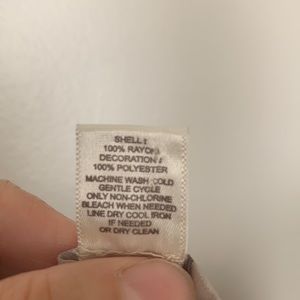 SHELL:
100% RAYON
DECORATION:
100% POLYESTER
MACHINE WASH COLD
GENTLE CYCLE
ONLY NON-CHLORINE
BLEACH WHEN NEEDED
LINE DRY COOL IRON
IF NEEDED
OR DRY CLEAN